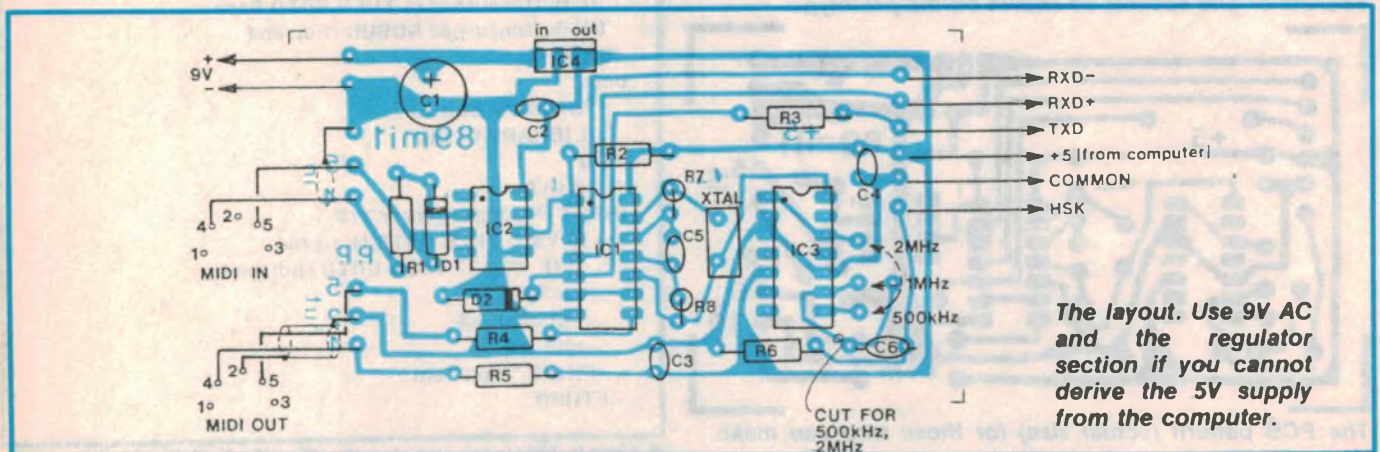 +
9V
-
in out
IC4
C1
C2
R3
+5
89mi1
R2
R7
XTAL
C4
IC2
IC1
C5
IC3
R1
D1
R8
D2
R4
R5
C3
R6
C6
RXD-
RXD+
TXD
+5 (from computer)
COMMON
HSK
2MHz
1MHz
500kHz
4 2 5
1 3
MIDI IN
4 2 5
1 3
MIDI OUT
CUT FOR
500kHz,
2MHz
The layout. Use 9V AC
and the regulator
section if you cannot
derive the 5V supply
from the computer.